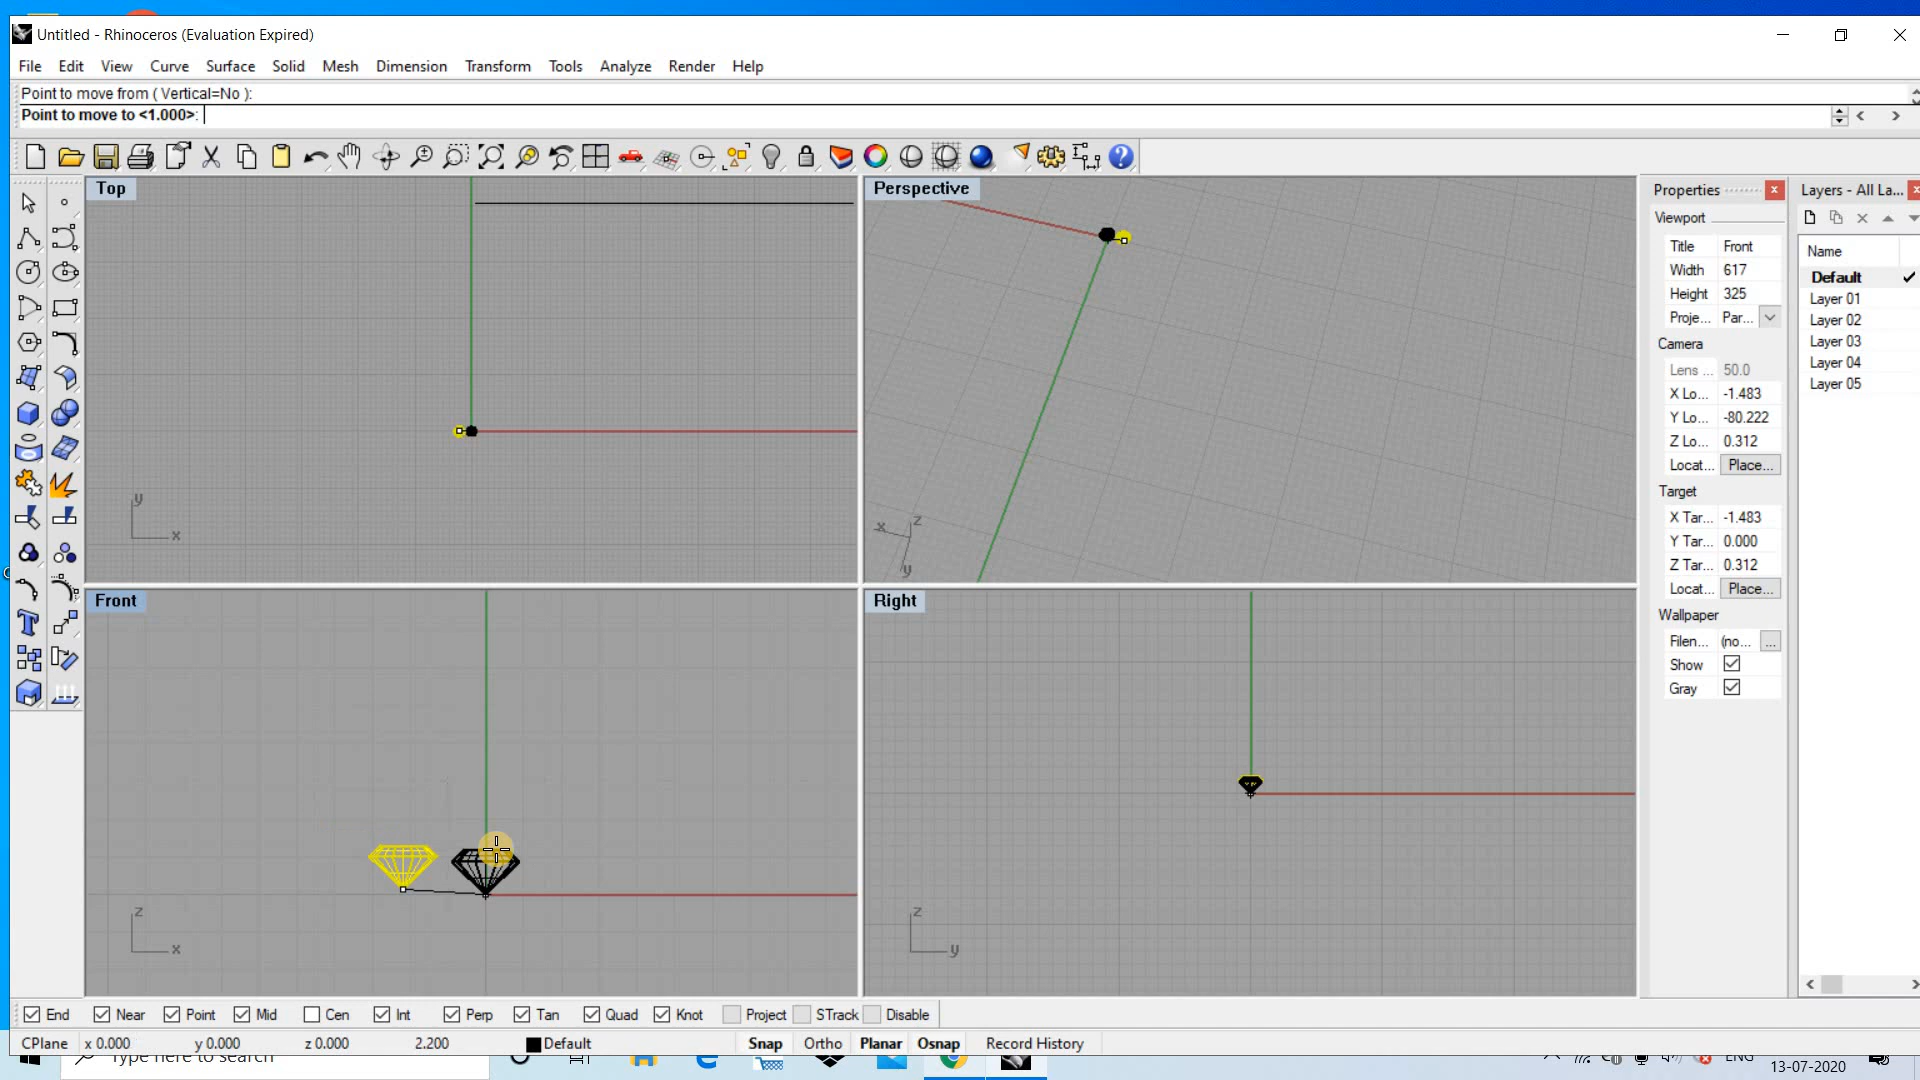 Untitled - Rhinoceros (Evaluation Expired)
File Edit View Curve Surface Solid Mesh Dimension Transform Tools Analyze Render Help
Point to move from ( Vertical=No ):
Point to move to <1.000>:
Top
Perspective
Properties
Layers - All La...
Viewport
Title Front
Name
Width 617
Default
Height 325
Layer 01
Proje... Par...
Layer 02
Camera
Layer 03
Lens ... 50.0
Layer 04
X Lo... -1.483
Layer 05
Y Lo... -80.222
Z Lo... 0.312
Locat... Place...
Target
X Tar... -1.483
Y Tar... 0.000
Z Tar... 0.312
Locat... Place...
Wallpaper
Filen... (no... ...
Show
Gray
y
x
x z
y
Front
Right
z
x
z
y
End Near Point Mid Cen Int Perp Tan Quad Knot Project STrack Disable
CPlane x 0.000 y 0.000 z 0.000 2.200 Default Snap Ortho Planar Osnap Record History
Type here to search
ENG
13-07-2020